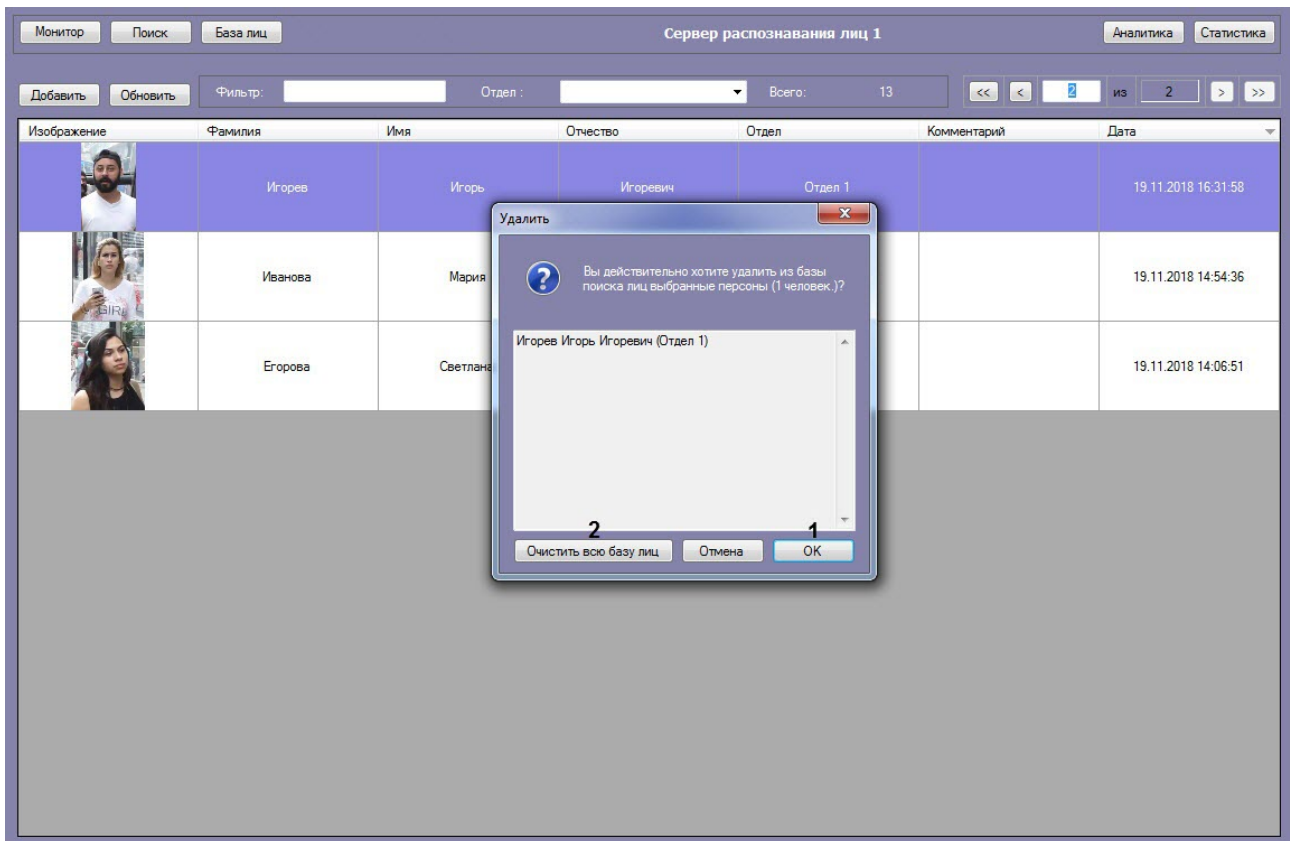 Монитор Поиск База лиц Сервер распознавания лиц 1 Аналитика Статистика
Добавить Обновить Фильтр: Отдел : Всего: 13 << < 2 из 2 > >>
Изображение Фамилия Имя Отчество Отдел Комментарий Дата
Игорев Игорь Игоревич Отдел 1 19.11.2018 16:31:58
Иванова Мария 19.11.2018 14:54:36
Егорова Светлана 19.11.2018 14:06:51
Удалить
Вы действительно хотите удалить из базы
поиска лиц выбранные персоны (1 человек.)?
Игорев Игорь Игоревич (Отдел 1)
2 1
Очистить всю базу лиц Отмена OK